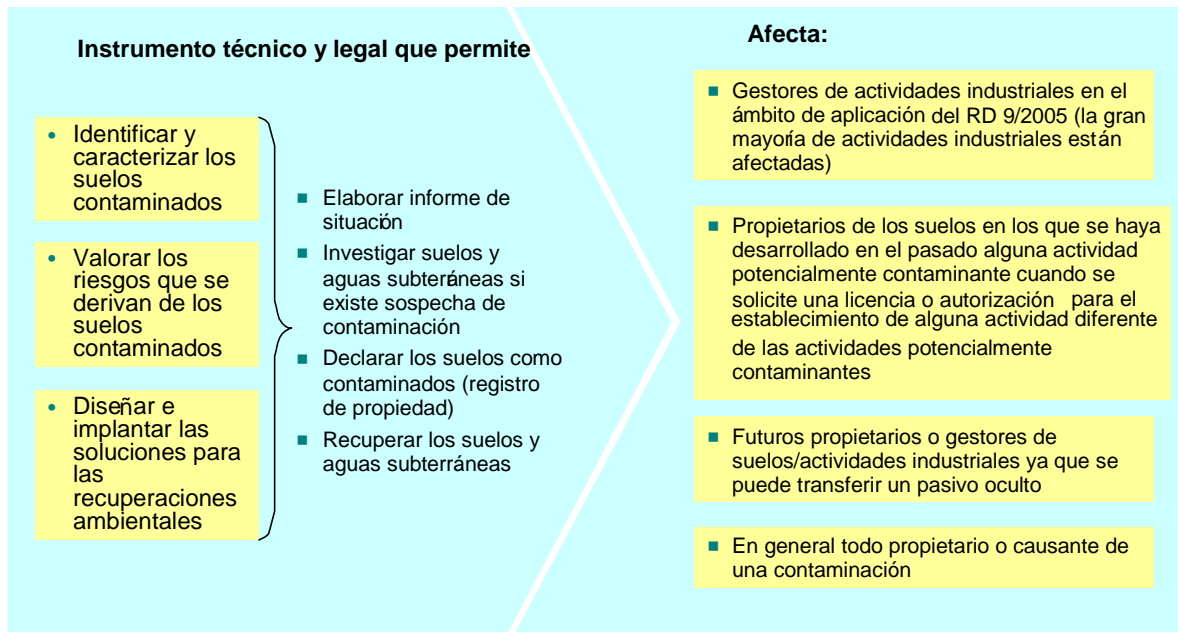 Instrumento técnico y legal que permite
• Identificar y
caracterizar los
suelos
contaminados
• Valorar los
riesgos que se
derivan de los
suelos
contaminados
• Diseñar e
implantar las
soluciones para
las
recuperaciones
ambientales
■ Elaborar informe de
situación
■ Investigar suelos y
aguas subterráneas si
existe sospecha de
contaminación
■ Declarar los suelos como
contaminados (registro
de propiedad)
■ Recuperar los suelos y
aguas subterráneas
Afecta:
■ Gestores de actividades industriales en el
ámbito de aplicación del RD 9/2005 (la gran
mayoría de actividades industriales están
afectadas)
■ Propietarios de los suelos en los que se haya
desarrollado en el pasado alguna actividad
potencialmente contaminante cuando se
solicite una licencia o autorización para el
establecimiento de alguna actividad diferente
de las actividades potencialmente
contaminantes
■ Futuros propietarios o gestores de
suelos/actividades industriales ya que se
puede transferir un pasivo oculto
■ En general todo propietario o causante de
una contaminación